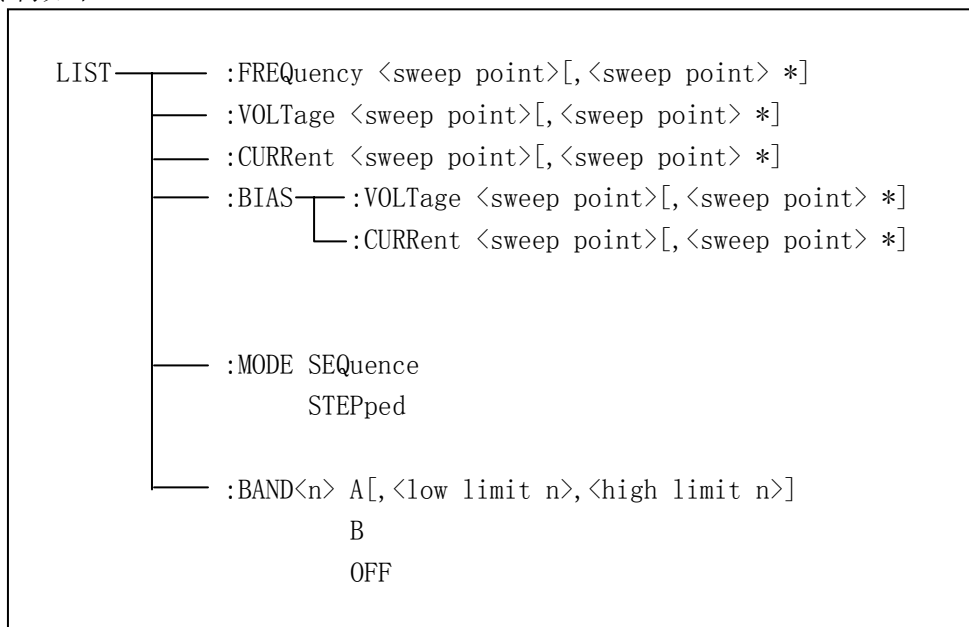 LIST :FREQuency <sweep point>[,<sweep point> *]
:VOLTage <sweep point>[,<sweep point> *]
:CURRent <sweep point>[,<sweep point> *]
:BIAS :VOLTage <sweep point>[,<sweep point> *]
:CURRent <sweep point>[,<sweep point> *]
:MODE SEQuence
STEPped
:BAND<n> A[,<low limit n>,<high limit n>]
B
OFF